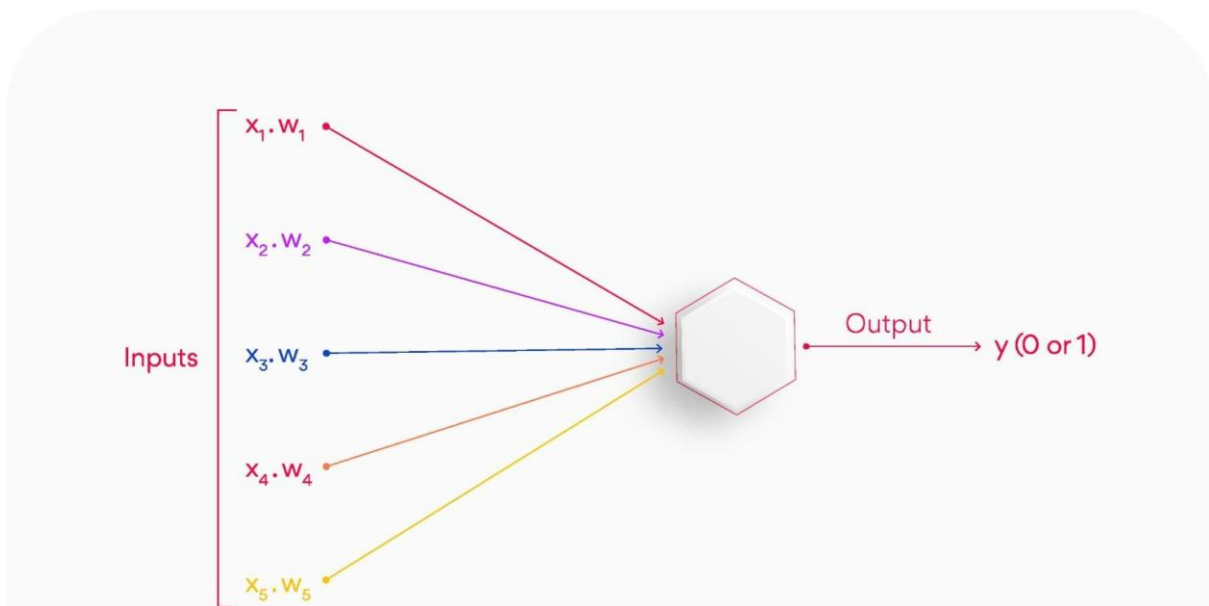 x₁.w₁
x₂.w₂
Output
Inputs
x₃.w₃
y (0 or 1)
x₄.w₄
x₅.w₅